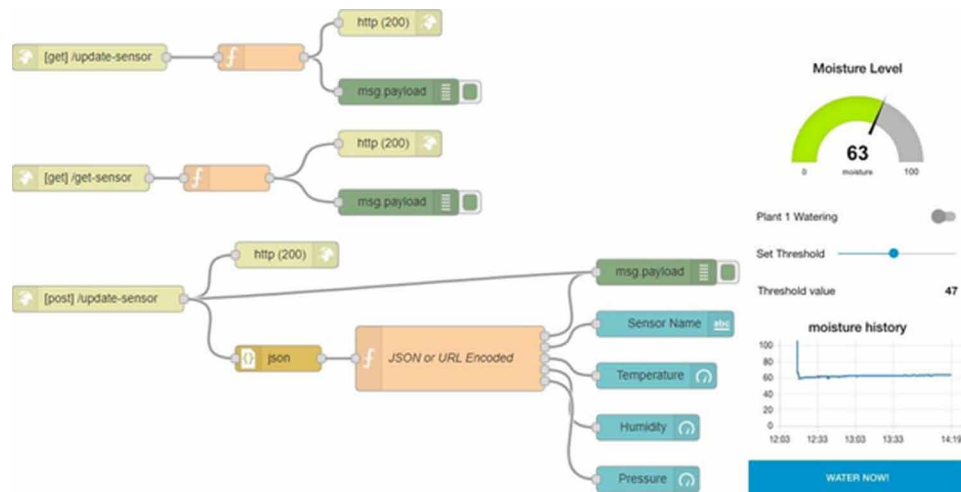 http (200)
[get] /update-sensor
msg.payload
http (200)
[get] /get-sensor
msg.payload
http (200)
[post] /update-sensor
json
JSON or URL Encoded
msg.payload
Sensor Name
abc
Temperature
Humidity
Pressure
Moisture Level
63
0 moisture 100
Plant 1 Watering
Set Threshold
Threshold value 47
moisture history
100
80
60
40
20
0
12:03 12:33 13:03 13:33 14:19
WATER NOW!